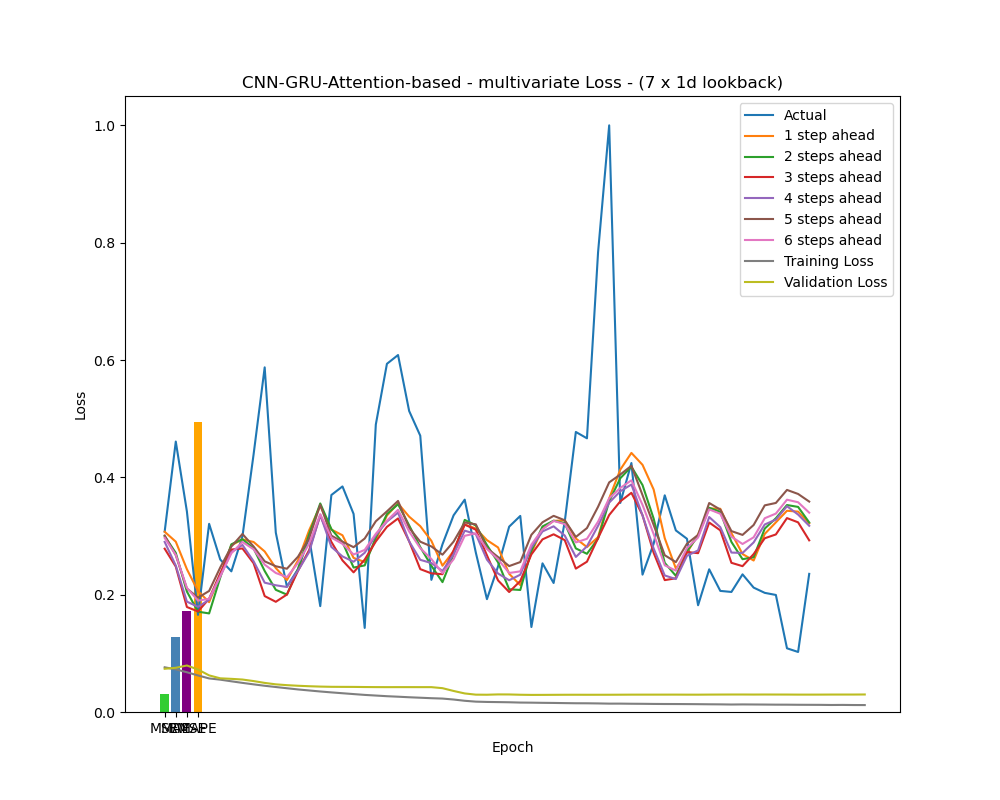 CNN-GRU-Attention-based - multivariate Loss - (7 x 1d lookback)
Actual
1 step ahead
2 steps ahead
3 steps ahead
4 steps ahead
5 steps ahead
6 steps ahead
Training Loss
Validation Loss
1.0
0.8
0.6
0.4
0.2
0.0
Loss
Epoch